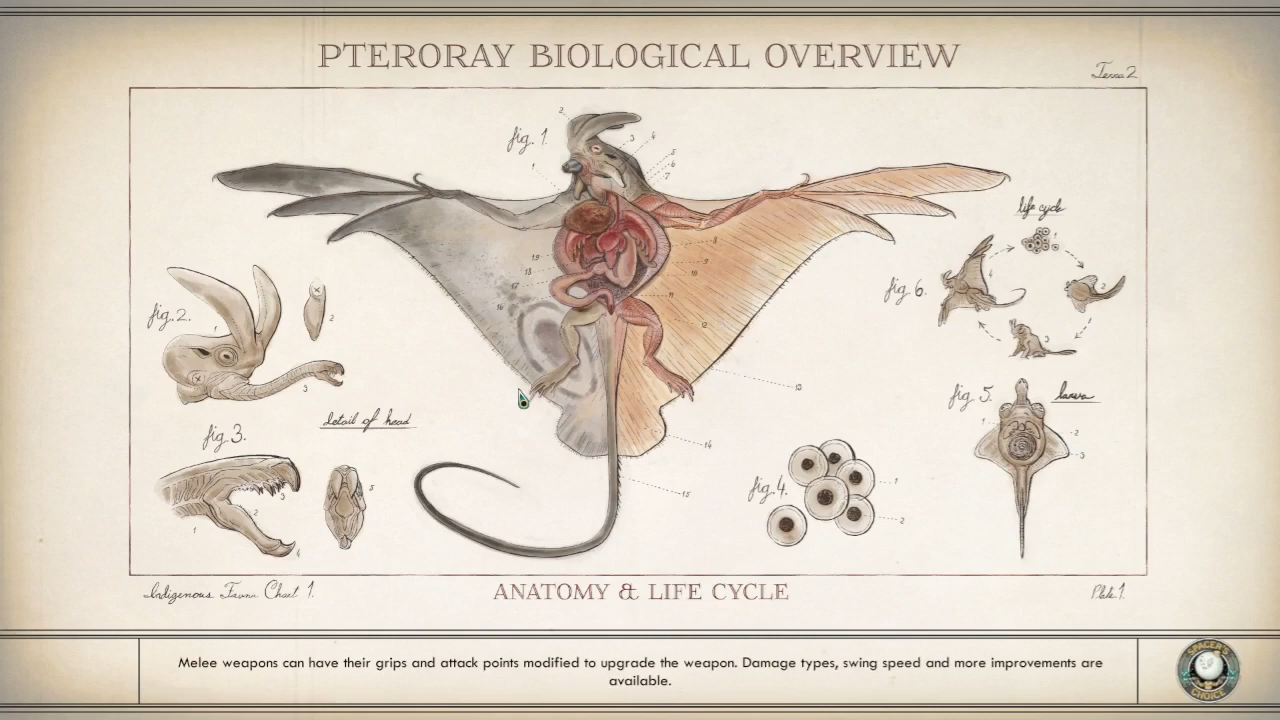 PTERORAY BIOLOGICAL OVERVIEW
Terra 2
fig. 1.
life cycle
fig. 6.
fig. 2.
detail of head
fig. 3.
fig. 5.
larva
fig. 4.
Indigenous Fauna Chart 1.
ANATOMY & LIFE CYCLE
Plate 1.
Melee weapons can have their grips and attack points modified to upgrade the weapon. Damage types, swing speed and more improvements are
available.
SPACER'S
CHOICE